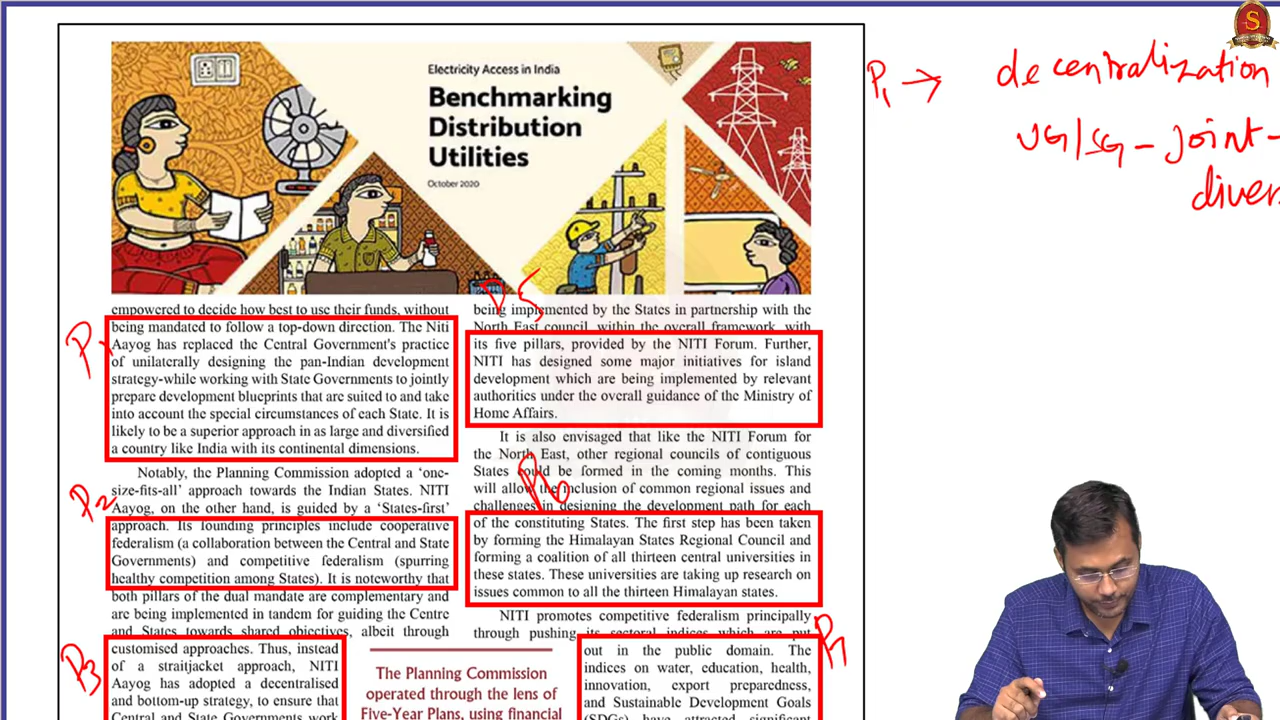 Electricity Access in India
Benchmarking
Distribution
Utilities
October 2020
P1 → decentralization
UG/SG - Joint-
diver
P1
empowered to decide how best to use their funds, without
being mandated to follow a top-down direction. The Niti
Aayog has replaced the Central Government's practice
of unilaterally designing the pan-Indian development
strategy-while working with State Governments to jointly
prepare development blueprints that are suited to and take
into account the special circumstances of each State. It is
likely to be a superior approach in as large and diversified
a country like India with its continental dimensions.
P2
Notably, the Planning Commission adopted a ‘one-
size-fits-all’ approach towards the Indian States. NITI
Aayog, on the other hand, is guided by a ‘States-first’
approach. Its founding principles include cooperative
federalism (a collaboration between the Central and State
Governments) and competitive federalism (spurring
healthy competition among States). It is noteworthy that
both pillars of the dual mandate are complementary and
are being implemented in tandem for guiding the Centre
and States towards shared objectives, albeit through
P3
customised approaches. Thus, instead
of a straitjacket approach, NITI
Aayog has adopted a decentralised
and bottom-up strategy, to ensure that
Central and State Governments work
The Planning Commission
operated through the lens of
Five-Year Plans, using financial
P5
being implemented by the States in partnership with the
North East council, within the overall framework, with
its five pillars, provided by the NITI Forum. Further,
NITI has designed some major initiatives for island
development which are being implemented by relevant
authorities under the overall guidance of the Ministry of
Home Affairs.
It is also envisaged that like the NITI Forum for
the North East, other regional councils of contiguous
States could be formed in the coming months. This
P6
will allow the inclusion of common regional issues and
challenges in designing the development path for each
of the constituting States. The first step has been taken
by forming the Himalayan States Regional Council and
forming a coalition of all thirteen central universities in
these states. These universities are taking up research on
issues common to all the thirteen Himalayan states.
NITI promotes competitive federalism principally
through pushing its sectoral indices which are put
P7
out in the public domain. The
indices on water, education, health,
innovation, export preparedness,
and Sustainable Development Goals
(SDGs) have attracted significant